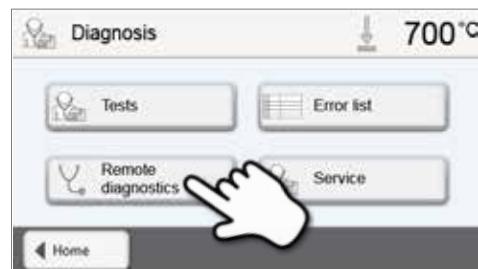 Diagnosis 700°C
Tests
Error list
Remote
diagnostics
Service
Home